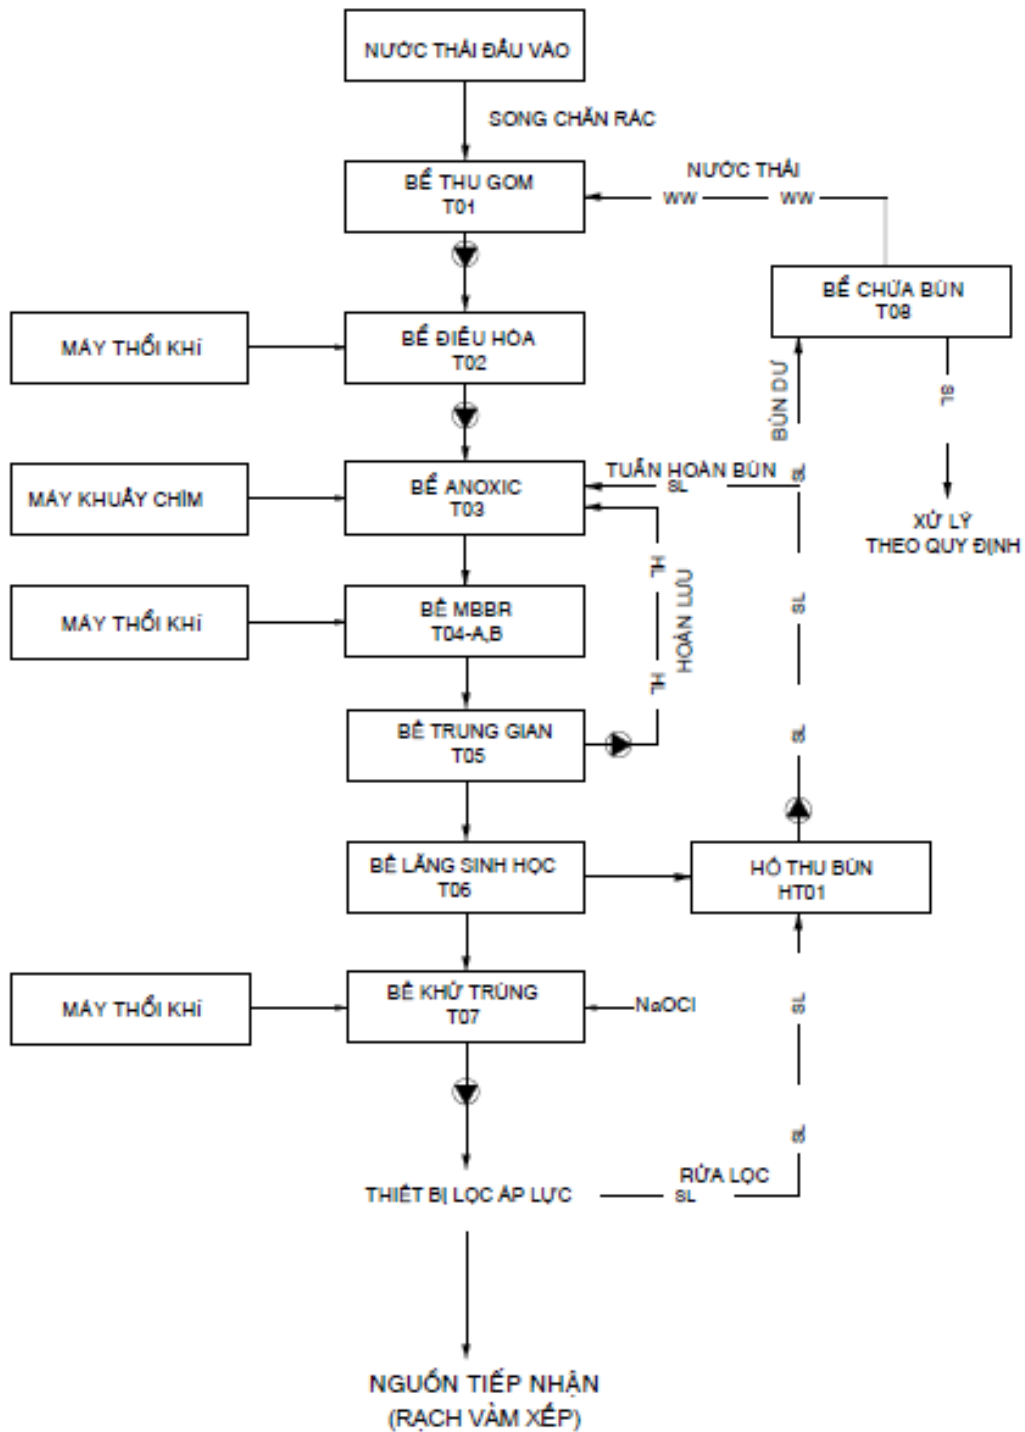 NƯỚC THẢI ĐẦU VÀO
SONG CHẮN RÁC
NƯỚC THẢI
BỂ THU GOM
T01
WW
WW
BỂ CHỨA BÙN
T08
MÁY THỔI KHÍ
BỂ ĐIỀU HÒA
T02
BÙN DƯ
SL
TUẦN HOÀN BÙN
SL
SL
MÁY KHUẤY CHÌM
BỂ ANOXIC
T03
XỬ LÝ
THEO QUY ĐỊNH
HL
HOÀN LƯU
HL
SL
MÁY THỔI KHÍ
BỂ MBBR
T04-A,B
BỂ TRUNG GIAN
T05
SL
BỂ LẮNG SINH HỌC
T06
HỐ THU BÙN
HT01
MÁY THỔI KHÍ
BỂ KHỬ TRÙNG
T07
NaOCl
SL
SL
RỬA LỌC
SL
THIẾT BỊ LỌC ÁP LỰC
NGUỒN TIẾP NHẬN
(RẠCH VÀM XẾP)